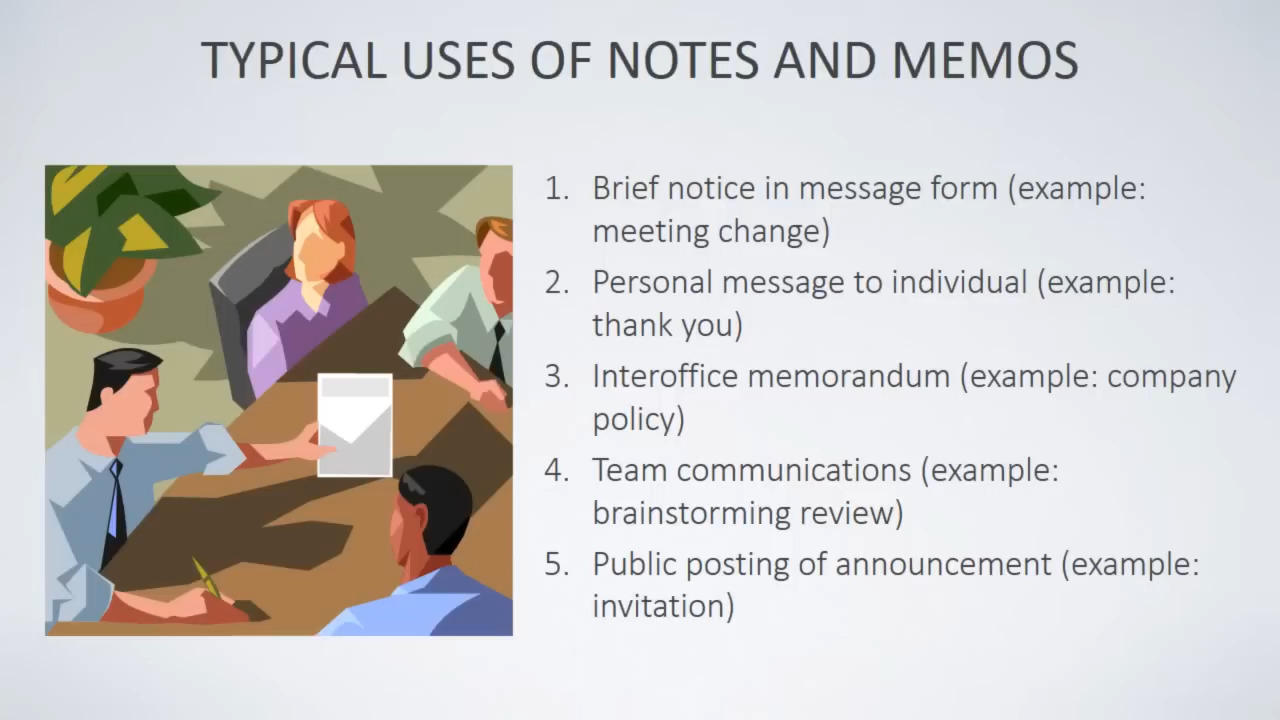 TYPICAL USES OF NOTES AND MEMOS
1. Brief notice in message form (example:
meeting change)
2. Personal message to individual (example:
thank you)
3. Interoffice memorandum (example: company
policy)
4. Team communications (example:
brainstorming review)
5. Public posting of announcement (example:
invitation)